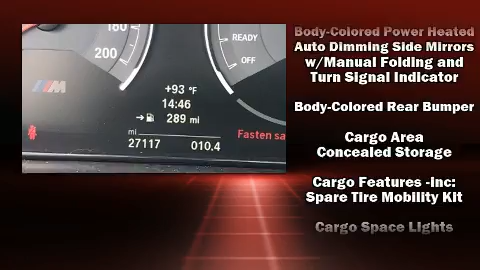 180
200
READY
OFF
M
+93 °F
14:46
289 mi
mi
27117 010.4
Fasten sa
Body-Colored Power Heated
Auto Dimming Side Mirrors
w/Manual Folding and
Turn Signal Indicator
Body-Colored Rear Bumper
Cargo Area
Concealed Storage
Cargo Features -inc:
Spare Tire Mobility Kit
Cargo Space Lights